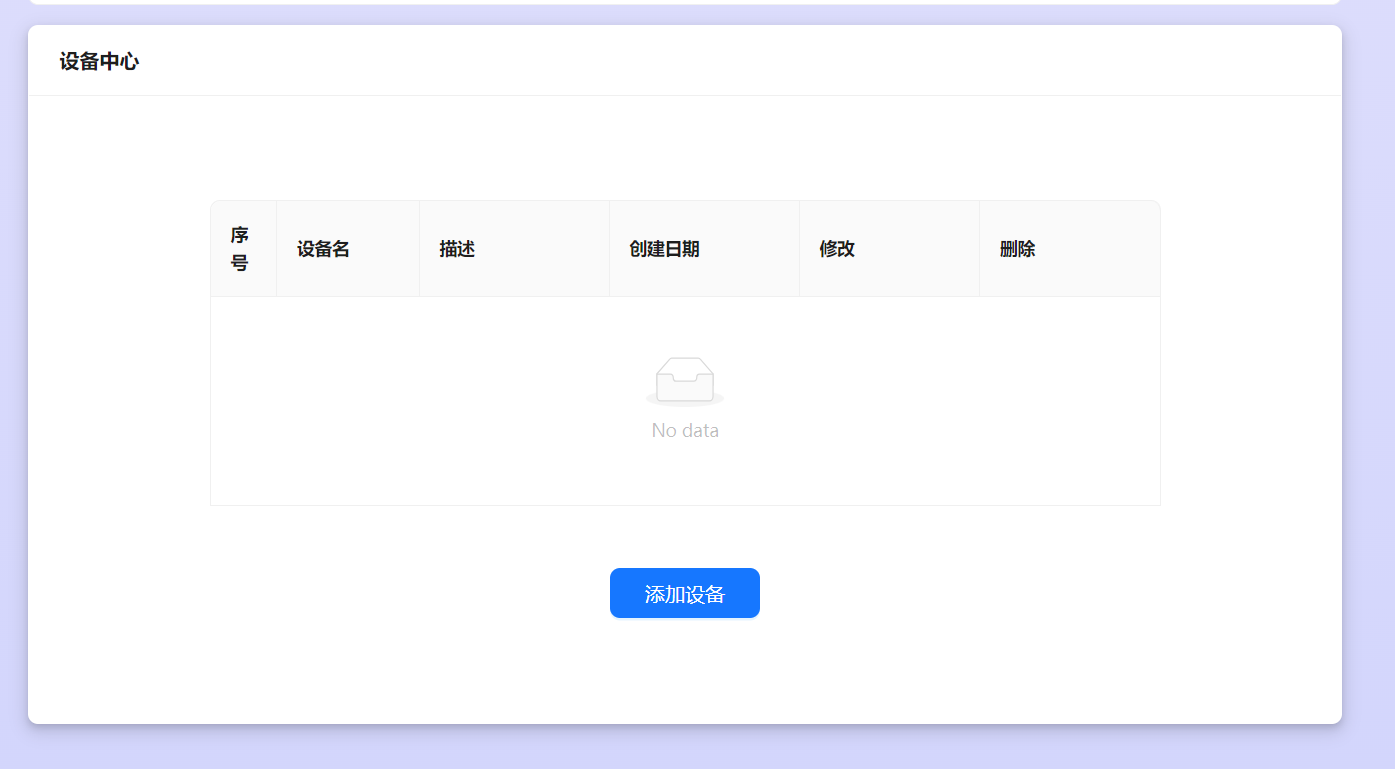 设备中心
序号
设备名
描述
创建日期
修改
删除
No data
添加设备